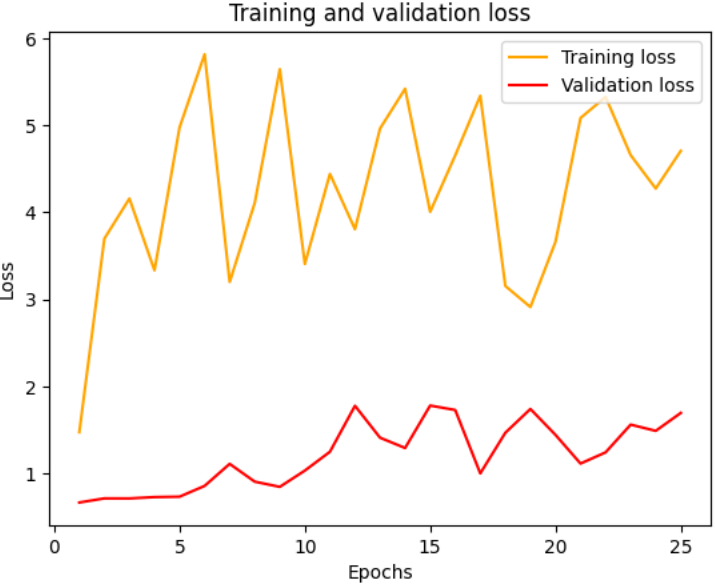 Training and validation loss
Training loss
Validation loss
6
5
4
3
2
1
Loss
0 5 10 15 20 25
Epochs